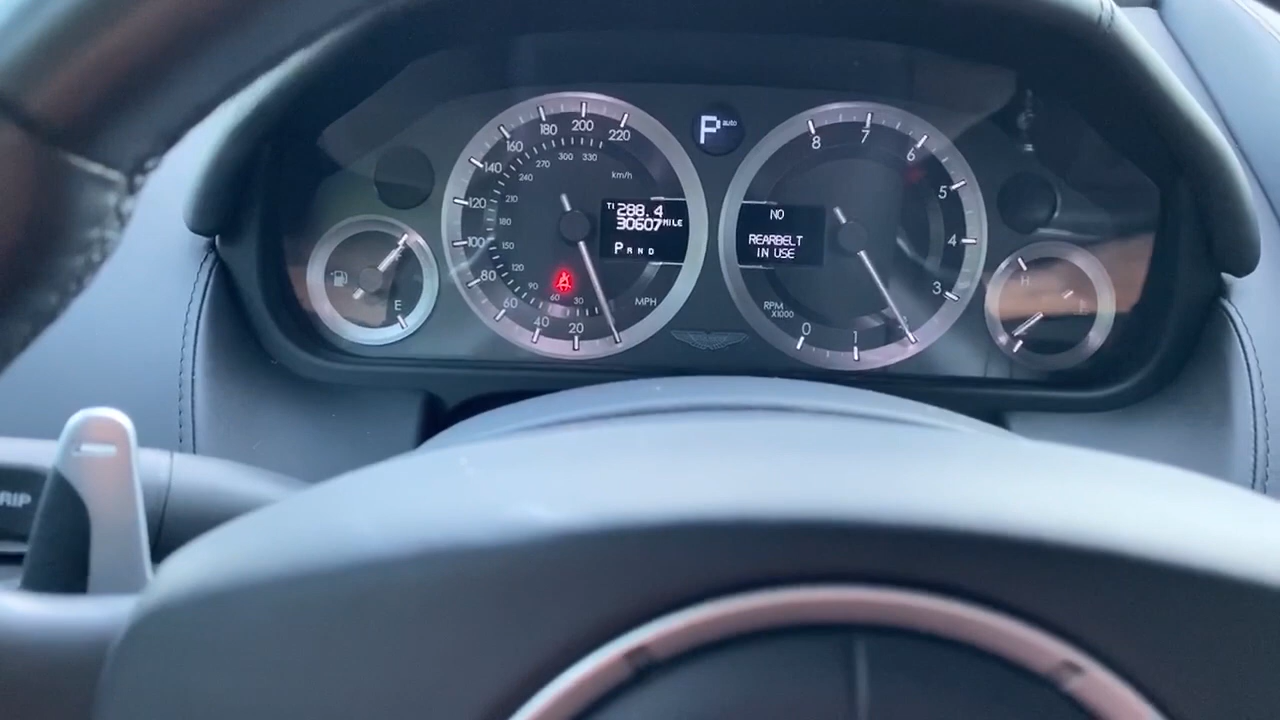 180 200 220
160
140
120
100
80
60
40
20
km/h
330
300
270
240
210
180
150
120
90
60
30
T1 288.4
30607 MILE
P R N D
MPH
P auto
8 7 6
5
4
3
1
0
NO
REARBELT
IN USE
RPM
X1000
E
H
RIP